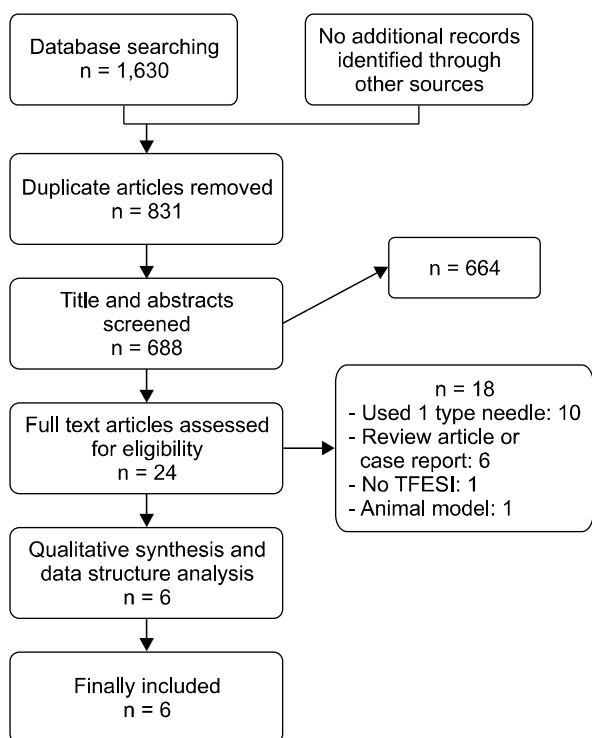 Database searching
n = 1,630
No additional records
identified through
other sources
Duplicate articles removed
n = 831
Title and abstracts
screened
n = 688
n = 664
Full text articles assessed
for eligibility
n = 24
n = 18
- Used 1 type needle: 10
- Review article or
case report: 6
- No TFESI: 1
- Animal model: 1
Qualitative synthesis and
data structure analysis
n = 6
Finally included
n = 6